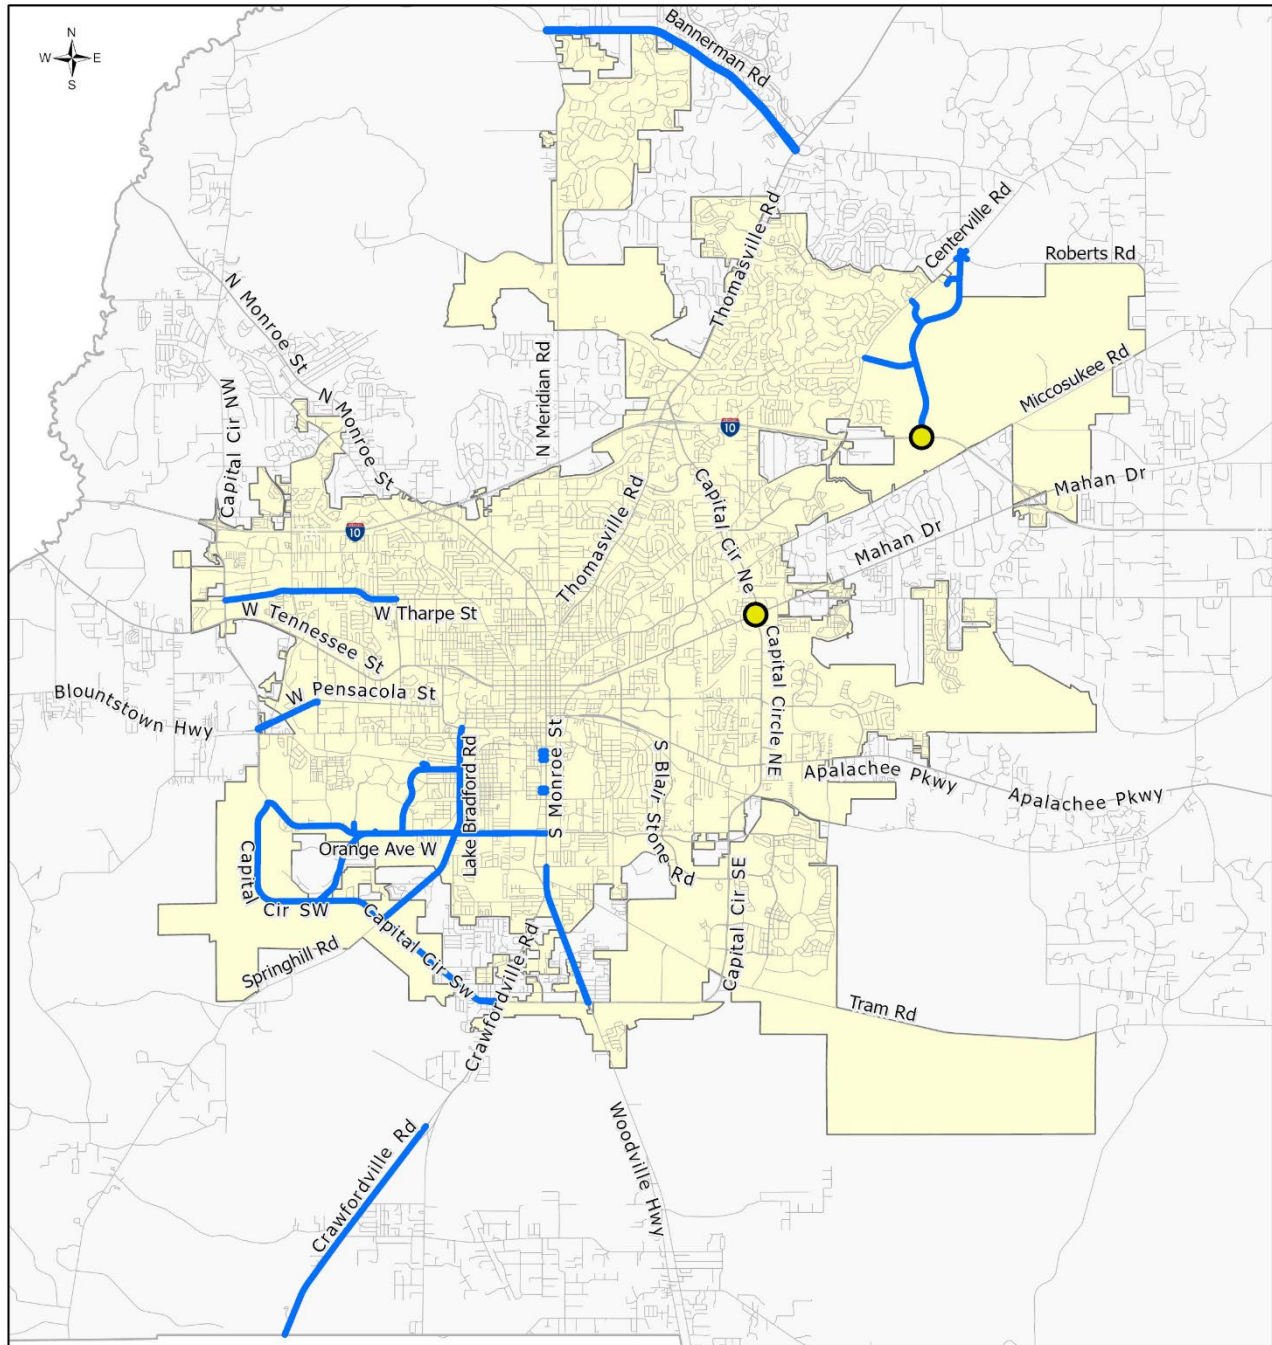 N
W E
S
Bannerman Rd
Centerville Rd
Roberts Rd
Thomasville Rd
N Monroe St
N Meridian Rd
Miccosukee Rd
Capital Cir NW
N Monroe St
10
Capital Cir Ne
Mahan Dr
Thomasville Rd
10
Mahan Dr
W Tharpe St
W Tennessee St
Capital Circle NE
Blountstown Hwy
W Pensacola St
Lake Bradford Rd
S Monroe St
S Blair Stone Rd
Apalachee Pkwy
Apalachee Pkwy
Orange Ave W
Capital
Cir SW
Capital Cir SE
Capital Cir Sw
Springhill Rd
Crawfordville Rd
Tram Rd
Crawfordville Rd
Woodville Hwy